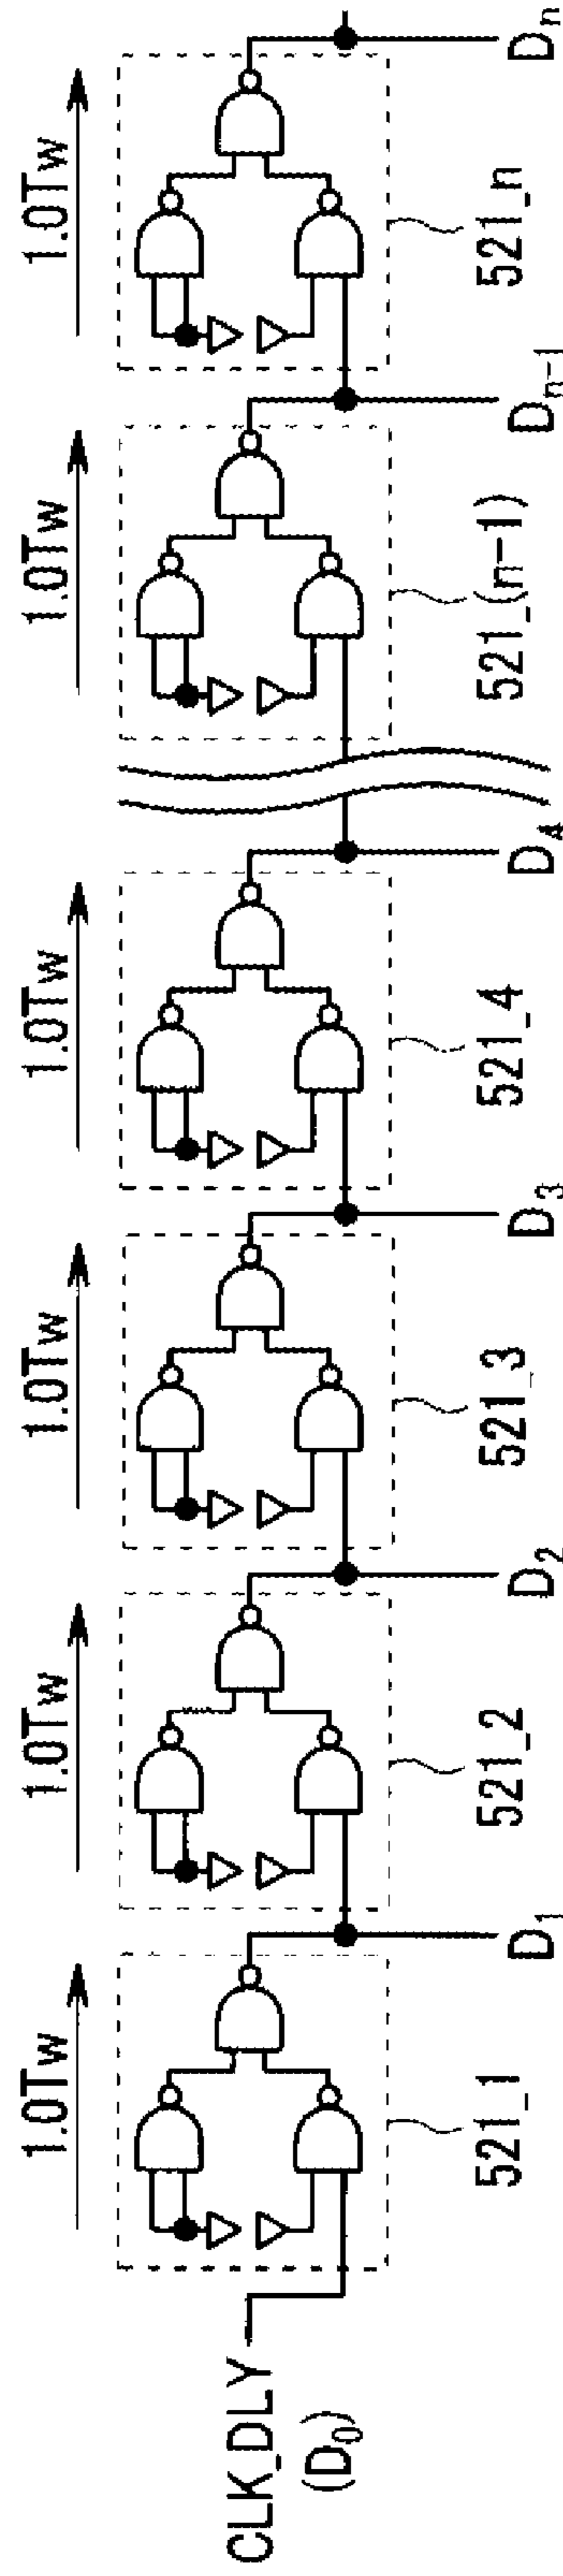 1.0Tw
1.0Tw
1.0Tw
1.0Tw
1.0Tw
1.0Tw
521_1
521_2
521_3
521_4
521_(n-1)
521_n
CLK_DLY
(D₀)
D₁
D₂
D₃
D₄
Dₙ₋₁
Dₙ